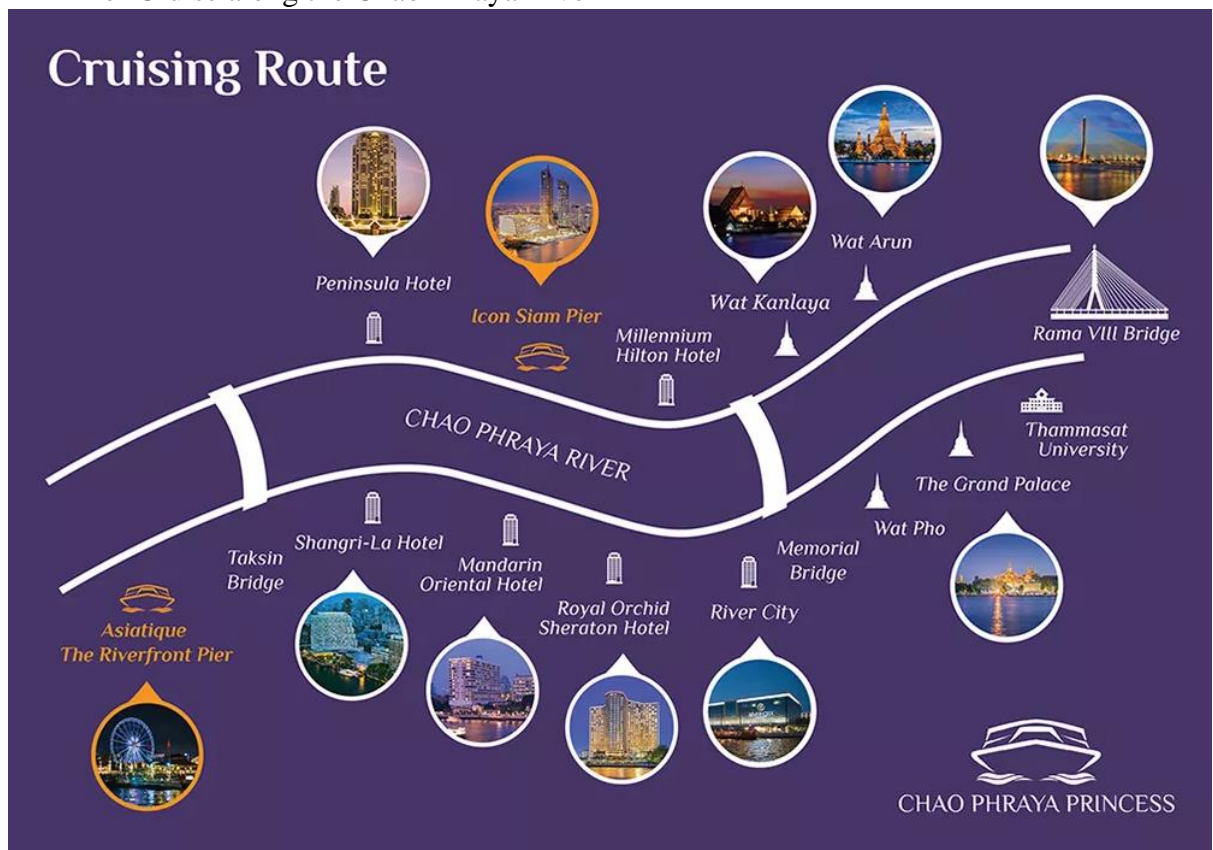 Cruising Route
Peninsula Hotel
Icon Siam Pier
Millennium
Hilton Hotel
Wat Kanlaya
Wat Arun
Rama VIII Bridge
CHAO PHRAYA RIVER
Thammasat
University
The Grand Palace
Wat Pho
Memorial
Bridge
Taksin
Bridge
Shangri-La Hotel
Mandarin
Oriental Hotel
Royal Orchid
Sheraton Hotel
River City
Asiatique
The Riverfront Pier
CHAO PHRAYA PRINCESS